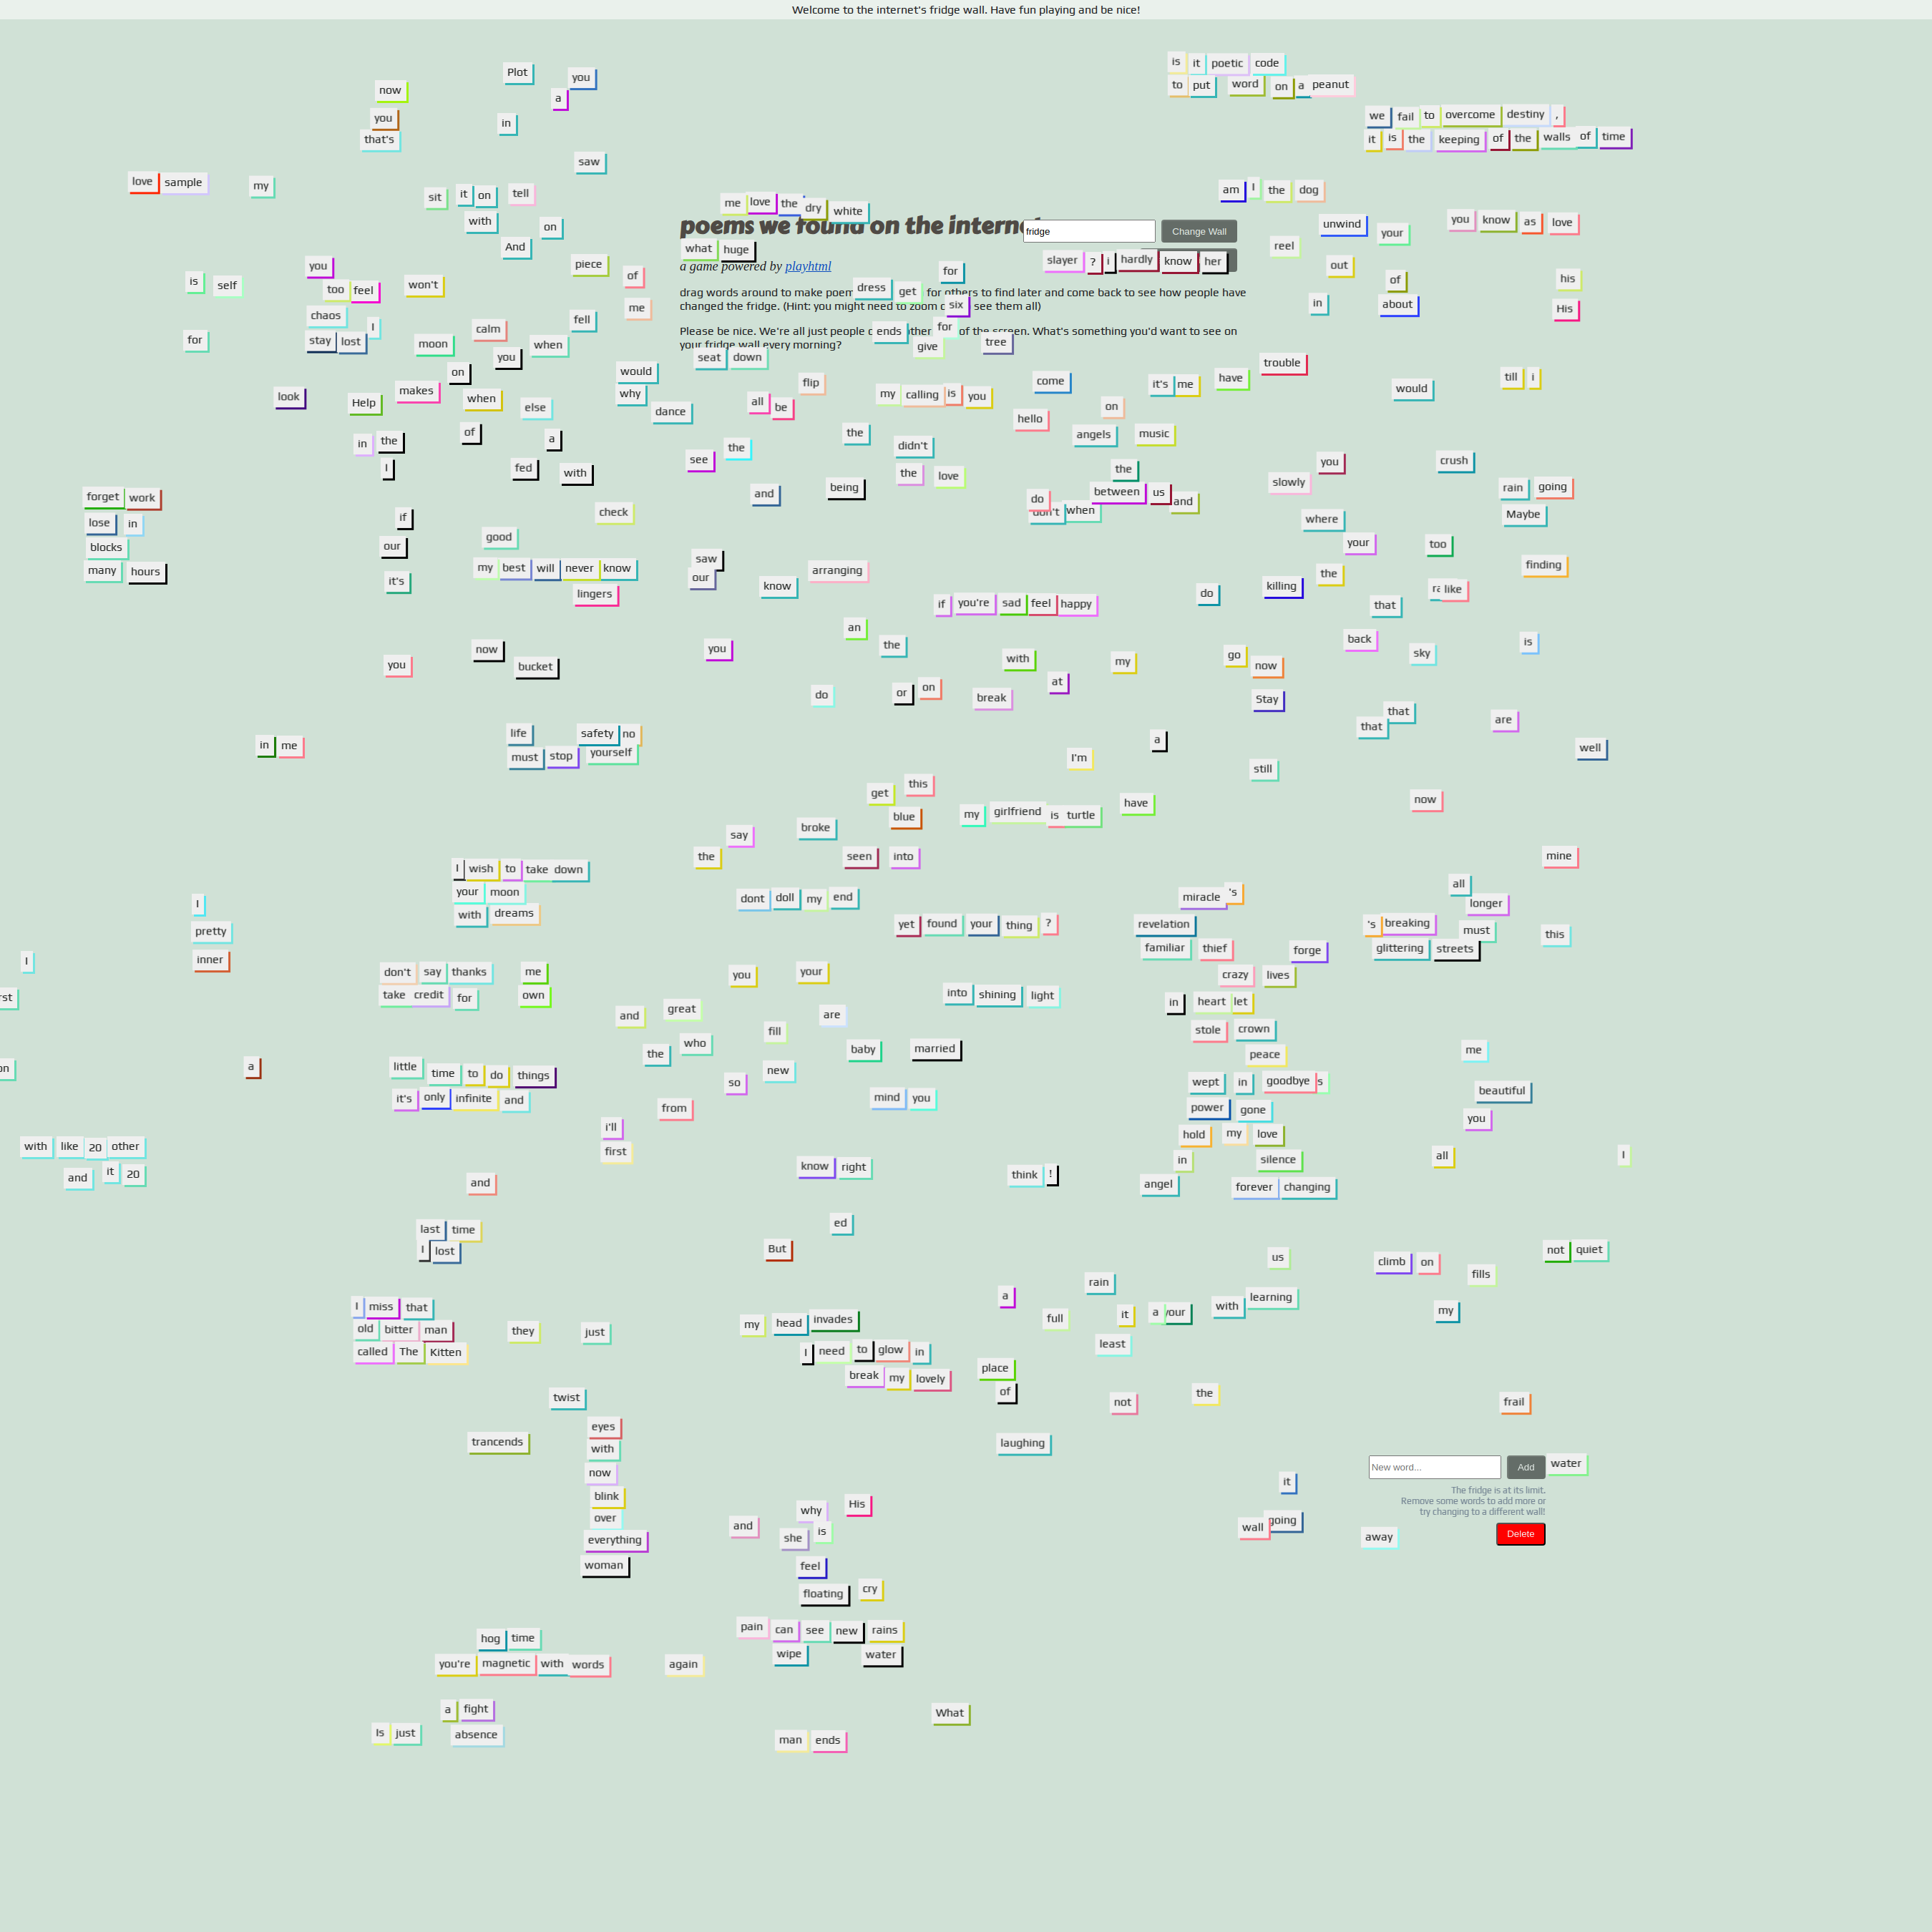 Welcome to the internet's fridge wall. Have fun playing and be nice!
is it poetic code
to put word on a peanut
Plot you
now a
you in
that's
we fail to overcome destiny ,
it is the keeping of the walls of time
saw
love sample my
sit it on tell
with on
And
am I the dog
me love the dry white
poems we found on the interne
fridge
Change Wall
unwind your
you know as love
reel
what huge
a game powered by playhtml
slayer ? i hardly know her
you
too feel
won't
piece of
is self
for
out of
his
dress get
drag words around to make poem for others to find later and come back to see how people have
changed the fridge. (Hint: you might need to zoom see them all)
six
in about
His
chaos I
me
fell
calm
ends for
Please be nice. We're all just people other of the screen. What's something you'd want to see on
your fridge wall every morning?
for
stay lost
moon you when
give tree
seat down
on
would
why
trouble
it's me have
come
flip
till i
would
look Help makes when else
dance
all be
my calling is you
hello on
in the of a
I fed with
the
didn't
angels music
see the
the love
the
you
crush
slowly
and being
do between us and
don't when
rain going
Maybe
forget work
lose in
blocks
many hours
if
our
it's
check
good
my best will never know
lingers
where
your too
finding
saw
our
know
arranging
do killing the
like
that
if you're sad feel happy
an
the
back
sky
is
you now bucket
you
with my
go now
do or on break at
Stay
that
that
are
well
in me
life safety no
must stop yourself
I'm a
still
get this
blue
my girlfriend is turtle
have
now
say broke
the seen into
mine
I wish to take down
your moon
with dreams
dont doll my end
miracle 's
all
longer
I
pretty
inner
yet found your thing ?
revelation
familiar thief
forge
's breaking must
glittering streets
this
I
don't say thanks me
take credit for own
you your
crazy lives
into shining light
in heart let
and great
fill are
stole crown
the who
baby married
peace
me
a
little time to do things
it's only infinite and
so new
wept in goodbye s
beautiful
from
mind you
power gone
you
i'll
first
hold my love
with like 20 other
and it 20
know right
think !
in silence
all
I
and
angel
forever changing
last time
I lost
ed
But
us
climb on
fills
not quiet
rain
I miss that
old bitter man
called The Kitten
they just
my head invades
I need to glow in
break my lovely
a
full
it a your with learning
my
least
place
of
not the
frail
twist
trancends
eyes
with
now
blink
over
everything
woman
laughing
New word...
Add
water
The fridge is at its limit.
Remove some words to add more or
try changing to a different wall!
Delete
it
wall going
away
why His
and she is
feel
floating cry
pain can see new rains
wipe water
hog time
you're magnetic with words
again
a fight
Is just absence
What
man ends